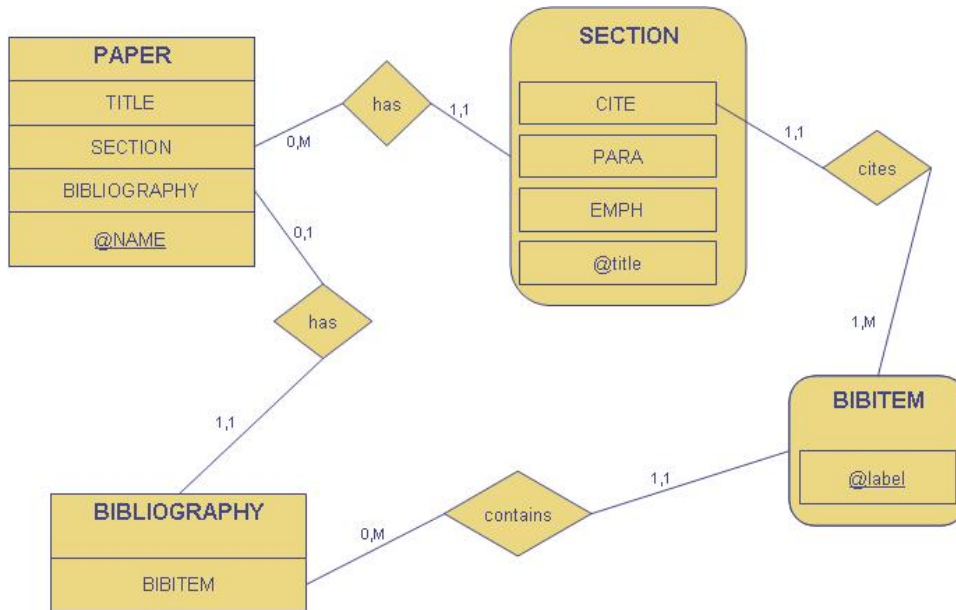 PAPER
TITLE
SECTION
BIBLIOGRAPHY
@NAME
has
0,M
1,1
SECTION
CITE
PARA
EMPH
@title
1,1
cites
1,M
0,1
has
1,1
BIBITEM
@label
BIBLIOGRAPHY
BIBITEM
0,M
contains
1,1